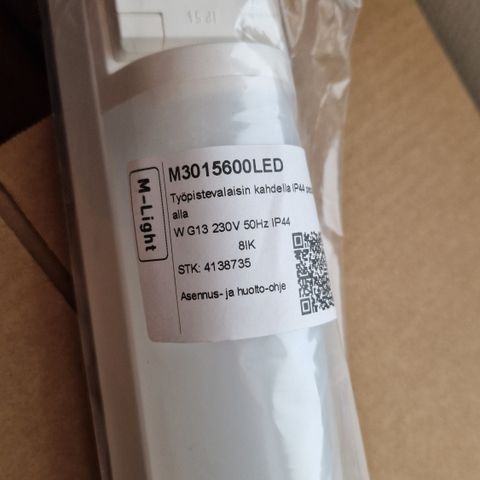 M-Light
M3015600LED
Työpistevalaisin kahdella IP44
alla
W G13 230V 50Hz IP44
8IK
STK: 4138735
Asennus- ja huolto-ohje